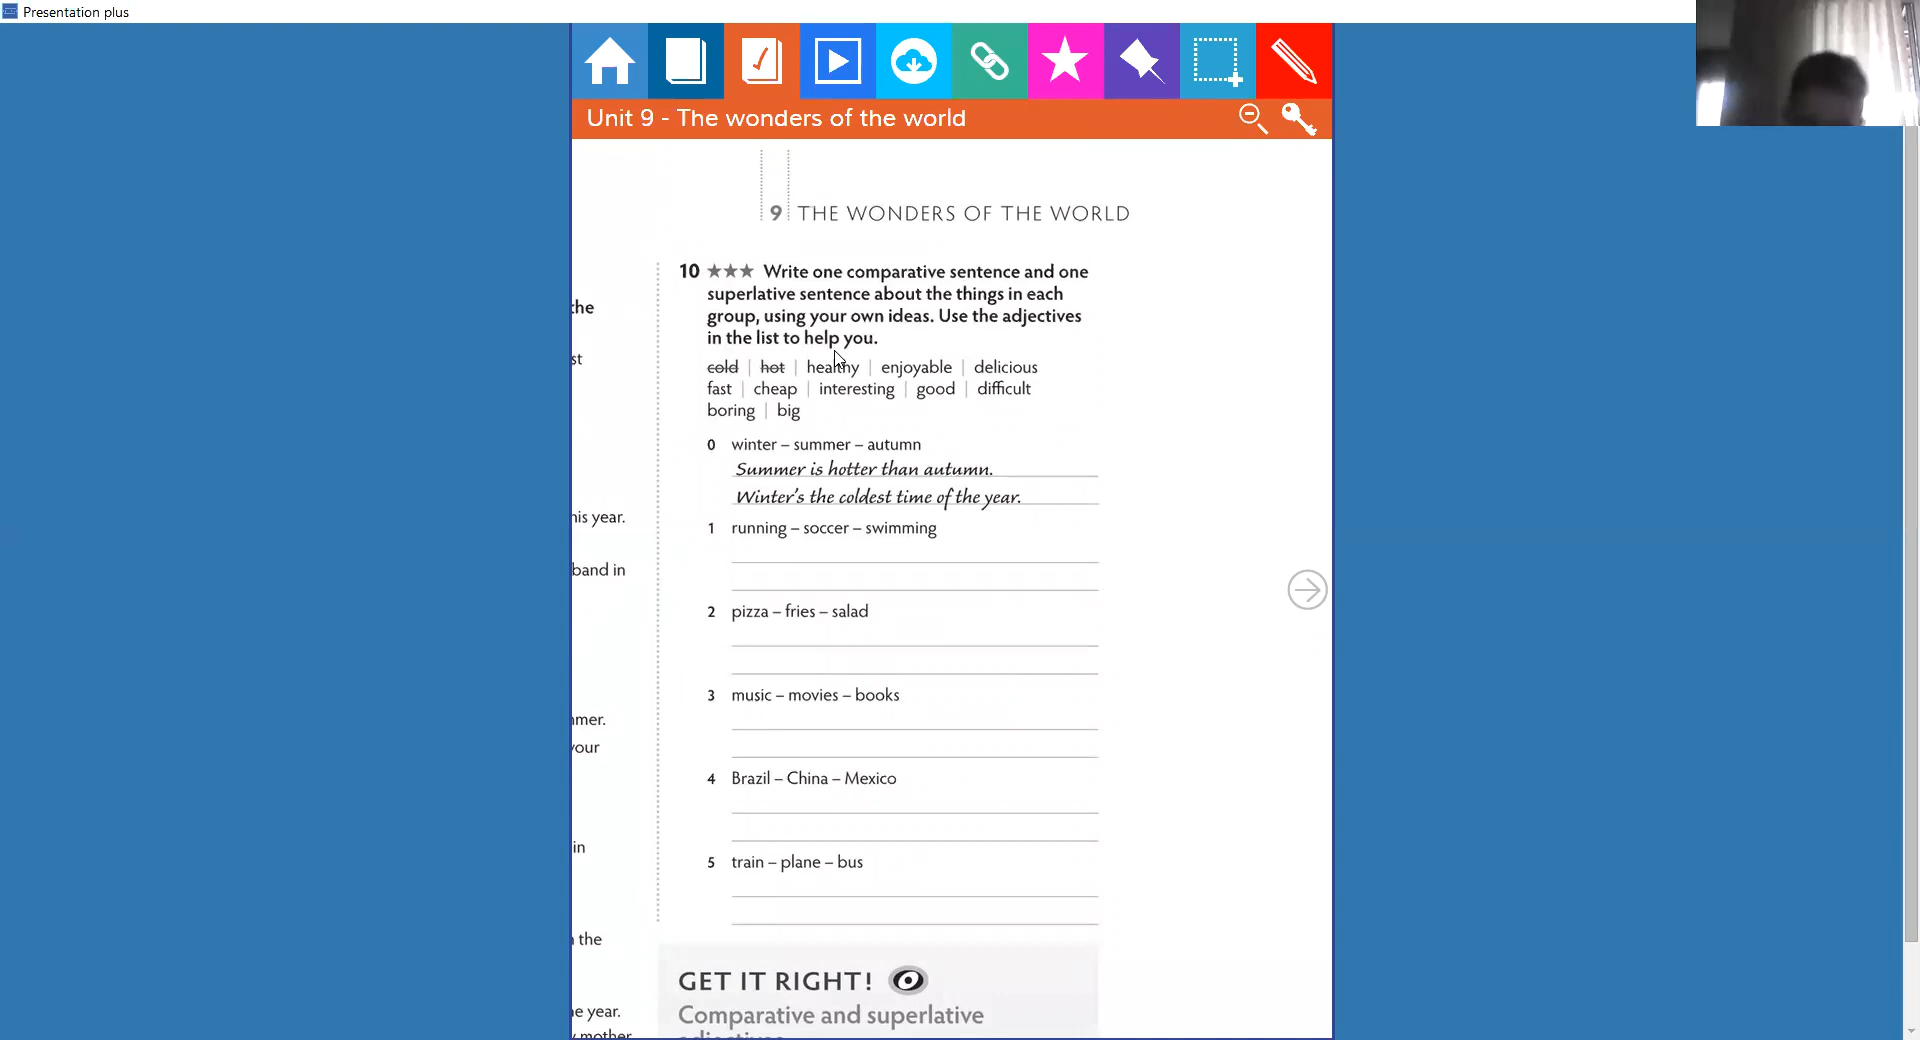 Presentation plus
Unit 9 - The wonders of the world
9 THE WONDERS OF THE WORLD
10 ★★★ Write one comparative sentence and one
superlative sentence about the things in each
group, using your own ideas. Use the adjectives
in the list to help you.
cold | hot | healthy | enjoyable | delicious
fast | cheap | interesting | good | difficult
boring | big
0 winter – summer – autumn
Summer is hotter than autumn.
Winter's the coldest time of the year.
1 running – soccer – swimming
2 pizza – fries – salad
3 music – movies – books
4 Brazil – China – Mexico
5 train – plane – bus
GET IT RIGHT!
Comparative and superlative
adjectives
the
st
his year.
band in
mmer.
your
in
the
e year.
mother